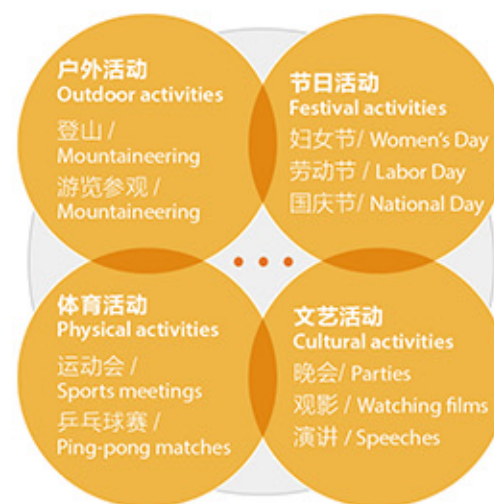 户外活动
Outdoor activities
登山 /
Mountaineering
游览参观 /
Mountaineering
节日活动
Festival activities
妇女节/ Women's Day
劳动节 / Labor Day
国庆节/ National Day
体育活动
Physical activities
运动会 /
Sports meetings
乒乓球赛 /
Ping-pong matches
文艺活动
Cultural activities
晚会/ Parties
观影 / Watching films
演讲 / Speeches